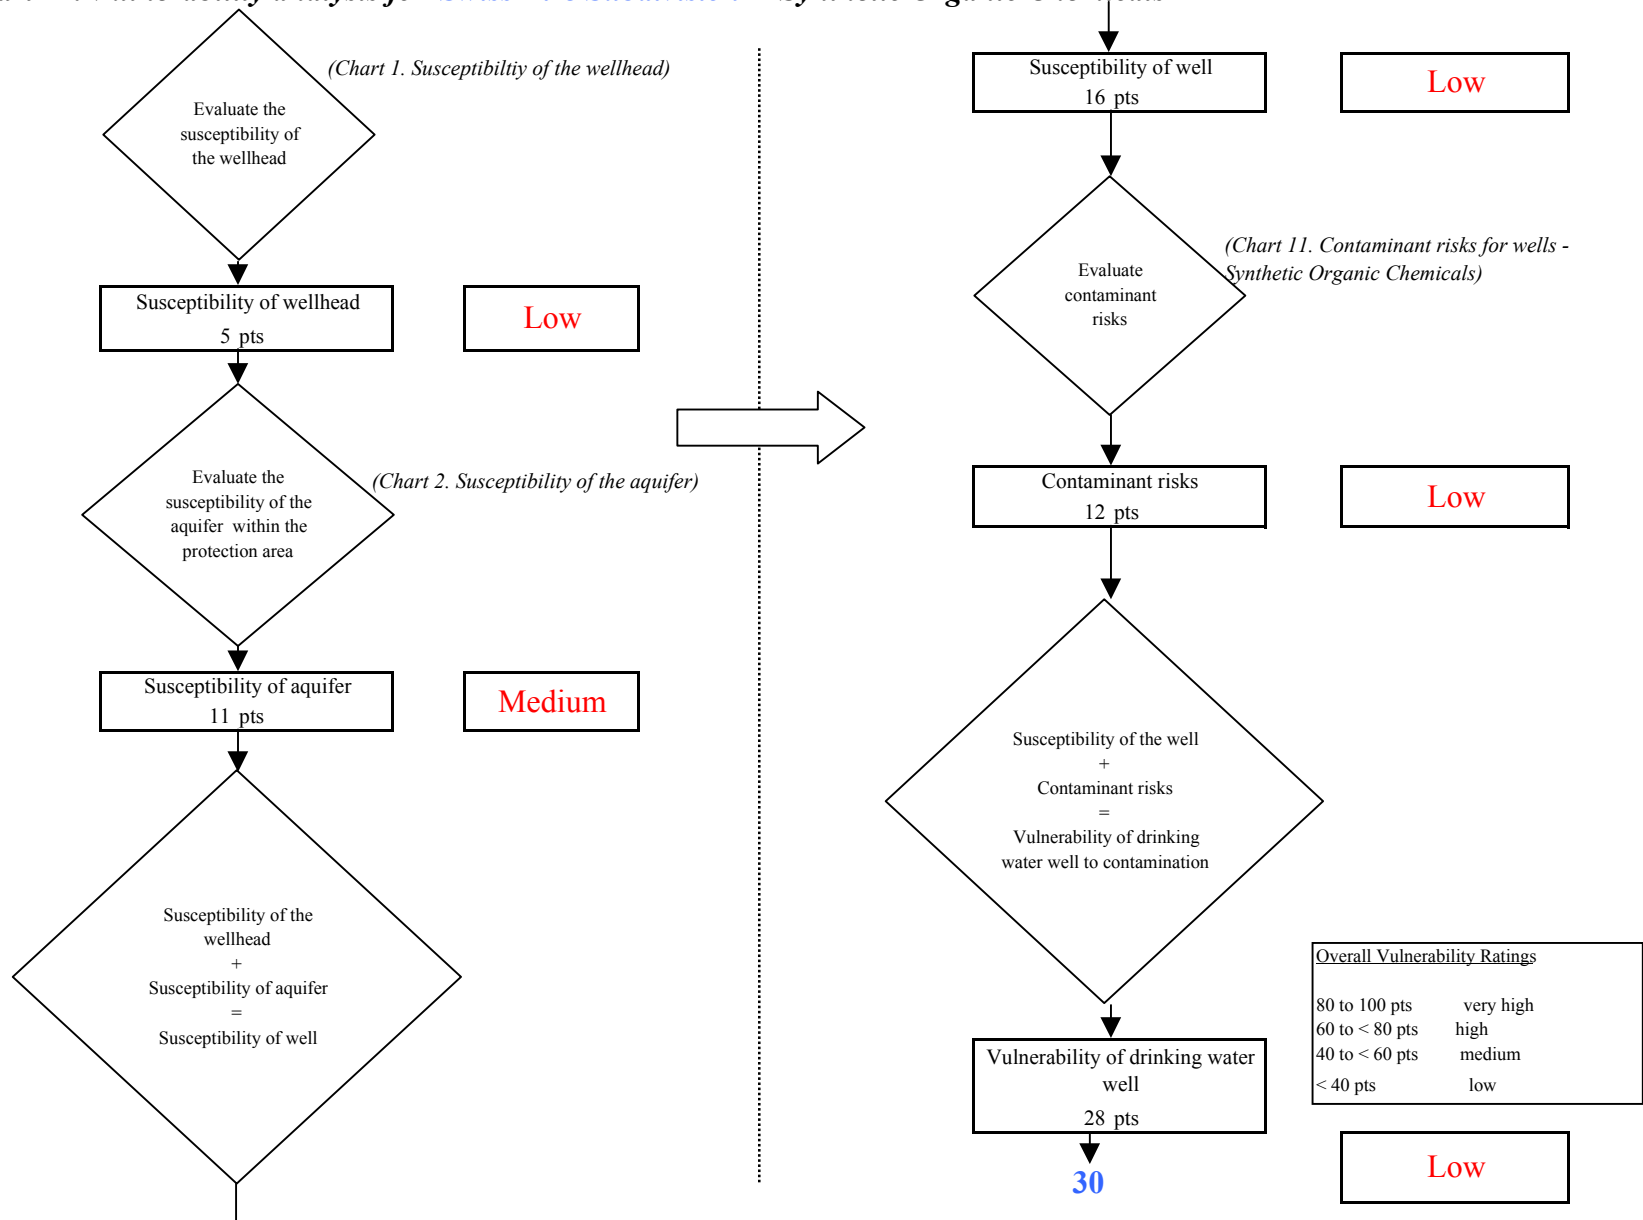 (Chart 1. Susceptibiltiy of the wellhead)
Evaluate the
susceptibility of
the wellhead
Susceptibility of wellhead
5 pts
Low
Evaluate the
susceptibility of the
aquifer within the
protection area
(Chart 2. Susceptibility of the aquifer)
Susceptibility of aquifer
11 pts
Medium
Susceptibility of the
wellhead
+
Susceptibility of aquifer
=
Susceptibility of well
Susceptibility of well
16 pts
Low
Evaluate
contaminant
risks
(Chart 11. Contaminant risks for wells -
Synthetic Organic Chemicals)
Contaminant risks
12 pts
Low
Susceptibility of the well
+
Contaminant risks
=
Vulnerability of drinking
water well to contamination
Vulnerability of drinking water
well
28 pts
30
Overall Vulnerability Ratings
80 to 100 pts very high
60 to < 80 pts high
40 to < 60 pts medium
< 40 pts low
Low